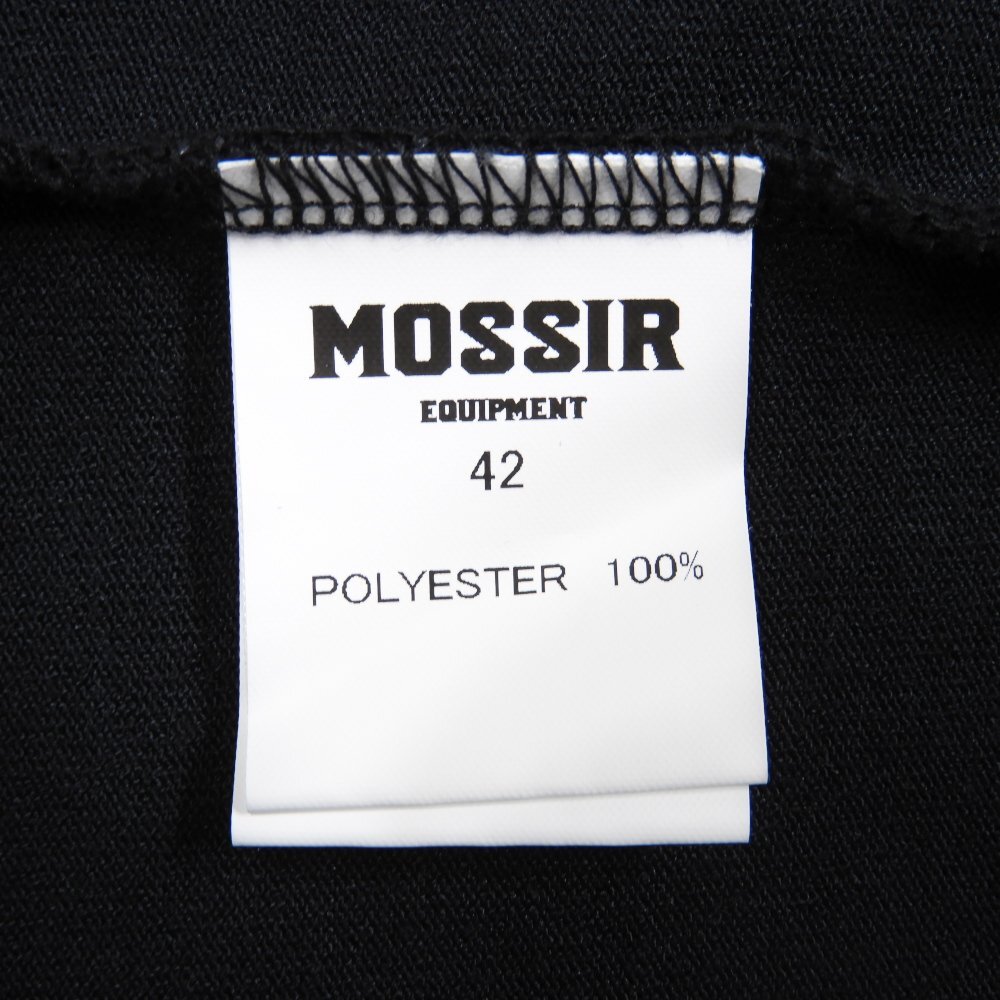 MOSSIR
EQUIPMENT
42
POLYESTER 100%